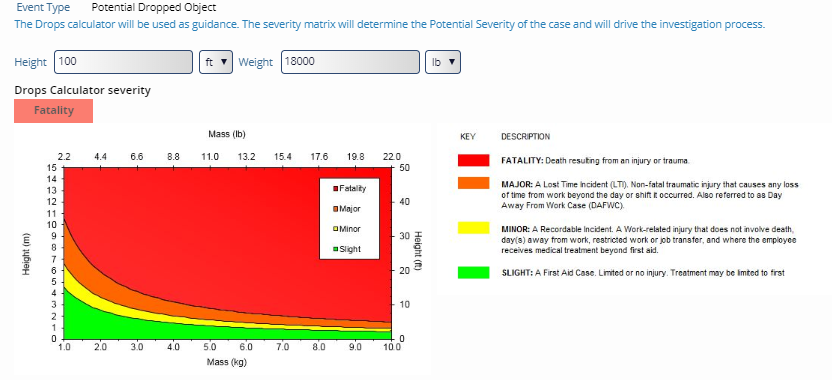 Event Type Potential Dropped Object
The Drops calculator will be used as guidance. The severity matrix will determine the Potential Severity of the case and will drive the investigation process.
Height 100 ft Weight 18000 lb
Drops Calculator severity
Fatality
Mass (lb)
2.2 4.4 6.6 8.8 11.0 13.2 15.4 17.6 19.8 22.0
15
14
13
12
11
10
9
8
7
6
5
4
3
2
1
0
Height (m)
Fatality
Major
Minor
Slight
50
40
30
20
10
0
Height (ft)
1.0 2.0 3.0 4.0 5.0 6.0 7.0 8.0 9.0 10.0
Mass (kg)
KEY DESCRIPTION
FATALITY: Death resulting from an injury or trauma.
MAJOR: A Lost Time Incident (LTI). Non-fatal traumatic injury that causes any loss
of time from work beyond the day or shift it occurred. Also referred to as Day
Away From Work Case (DAFWC).
MINOR: A Recordable Incident. A Work-related injury that does not involve death,
day(s) away from work, restricted work or job transfer, and where the employee
receives medical treatment beyond first aid.
SLIGHT: A First Aid Case. Limited or no injury. Treatment may be limited to first